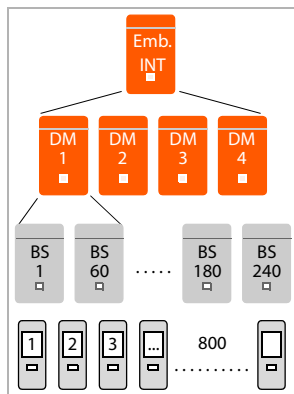 Emb.
INT
DM
1
DM
2
DM
3
DM
4
BS
1
BS
60
.....
BS
180
BS
240
1
2
3
...
800
..........